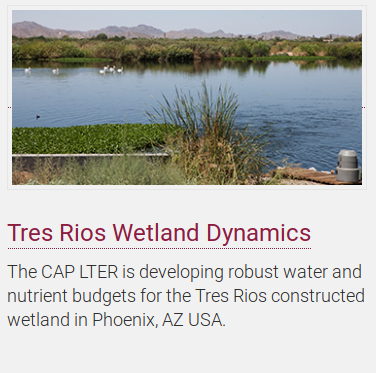 Tres Rios Wetland Dynamics
The CAP LTER is developing robust water and
nutrient budgets for the Tres Rios constructed
wetland in Phoenix, AZ USA.